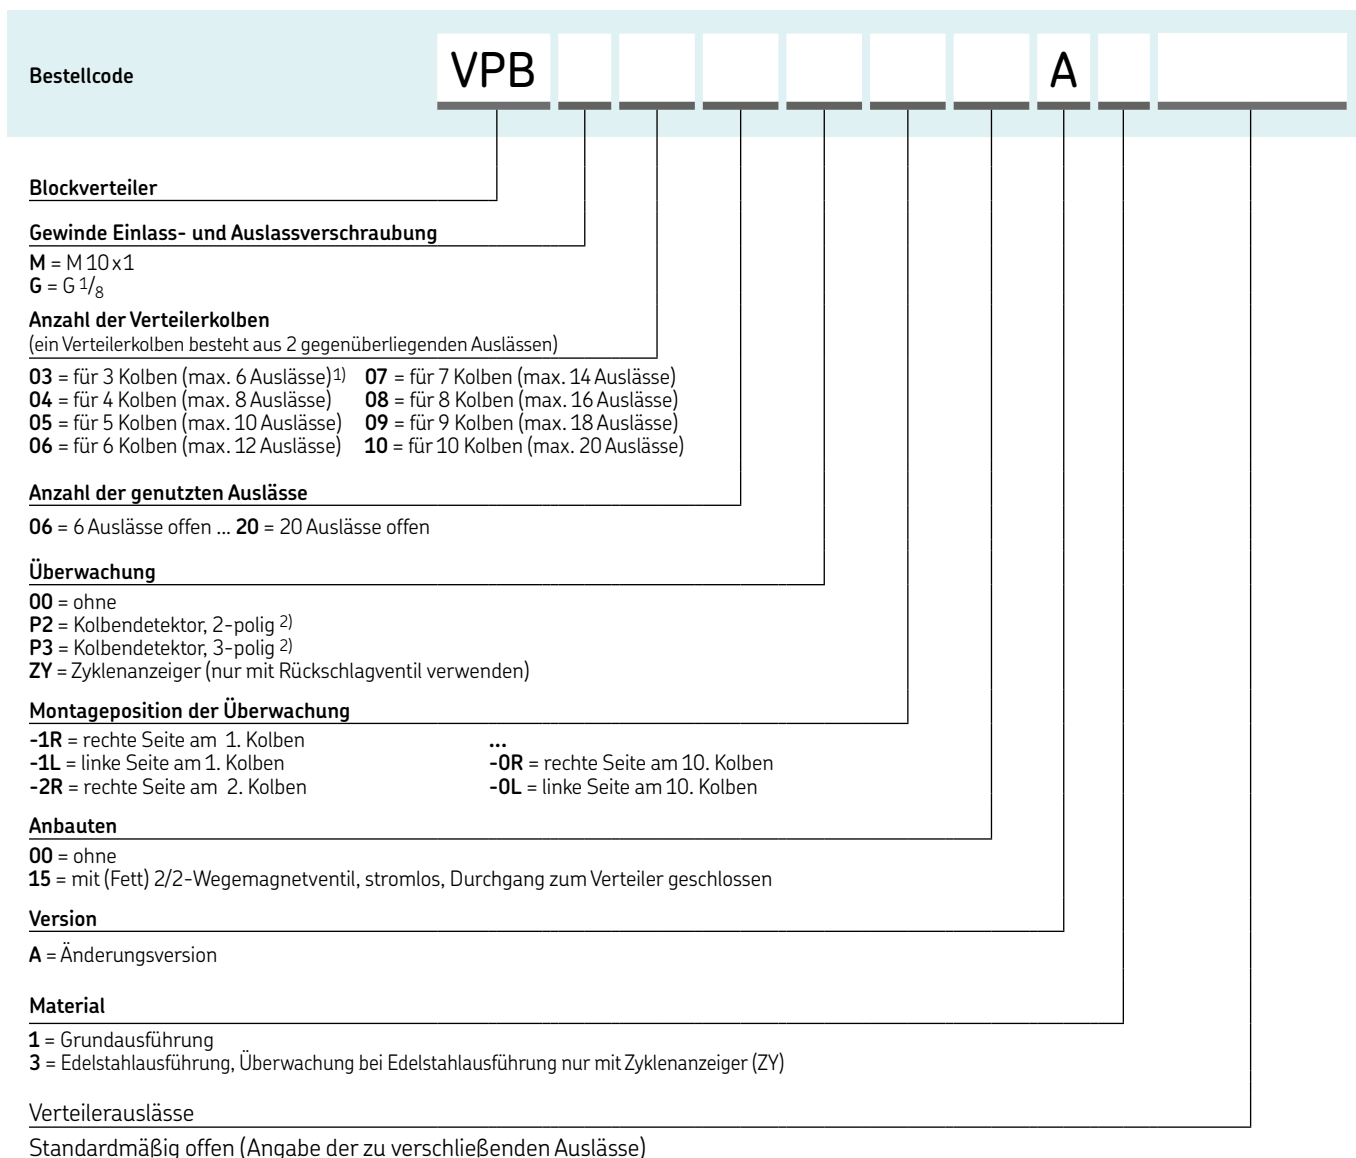 Bestellcode VPB A
Blockverteiler
Gewinde Einlass- und Auslassverschraubung
M = M 10x1
G = G 1/8
Anzahl der Verteilerkolben
(ein Verteilerkolben besteht aus 2 gegenüberliegenden Auslässen)
03 = für 3 Kolben (max. 6 Auslässe)1) 07 = für 7 Kolben (max. 14 Auslässe)
04 = für 4 Kolben (max. 8 Auslässe) 08 = für 8 Kolben (max. 16 Auslässe)
05 = für 5 Kolben (max. 10 Auslässe) 09 = für 9 Kolben (max. 18 Auslässe)
06 = für 6 Kolben (max. 12 Auslässe) 10 = für 10 Kolben (max. 20 Auslässe)
Anzahl der genutzten Auslässe
06 = 6 Auslässe offen ... 20 = 20 Auslässe offen
Überwachung
00 = ohne
P2 = Kolbendetektor, 2-polig 2)
P3 = Kolbendetektor, 3-polig 2)
ZY = Zyklenanzeiger (nur mit Rückschlagventil verwenden)
Montageposition der Überwachung
-1R = rechte Seite am 1. Kolben ...
-1L = linke Seite am 1. Kolben -0R = rechte Seite am 10. Kolben
-2R = rechte Seite am 2. Kolben -0L = linke Seite am 10. Kolben
Anbauten
00 = ohne
15 = mit (Fett) 2/2-Wegemagnetventil, stromlos, Durchgang zum Verteiler geschlossen
Version
A = Änderungsversion
Material
1 = Grundausführung
3 = Edelstahlausführung, Überwachung bei Edelstahlausführung nur mit Zyklenanzeiger (ZY)
Verteilerauslässe
Standardmäßig offen (Angabe der zu verschließenden Auslässe)